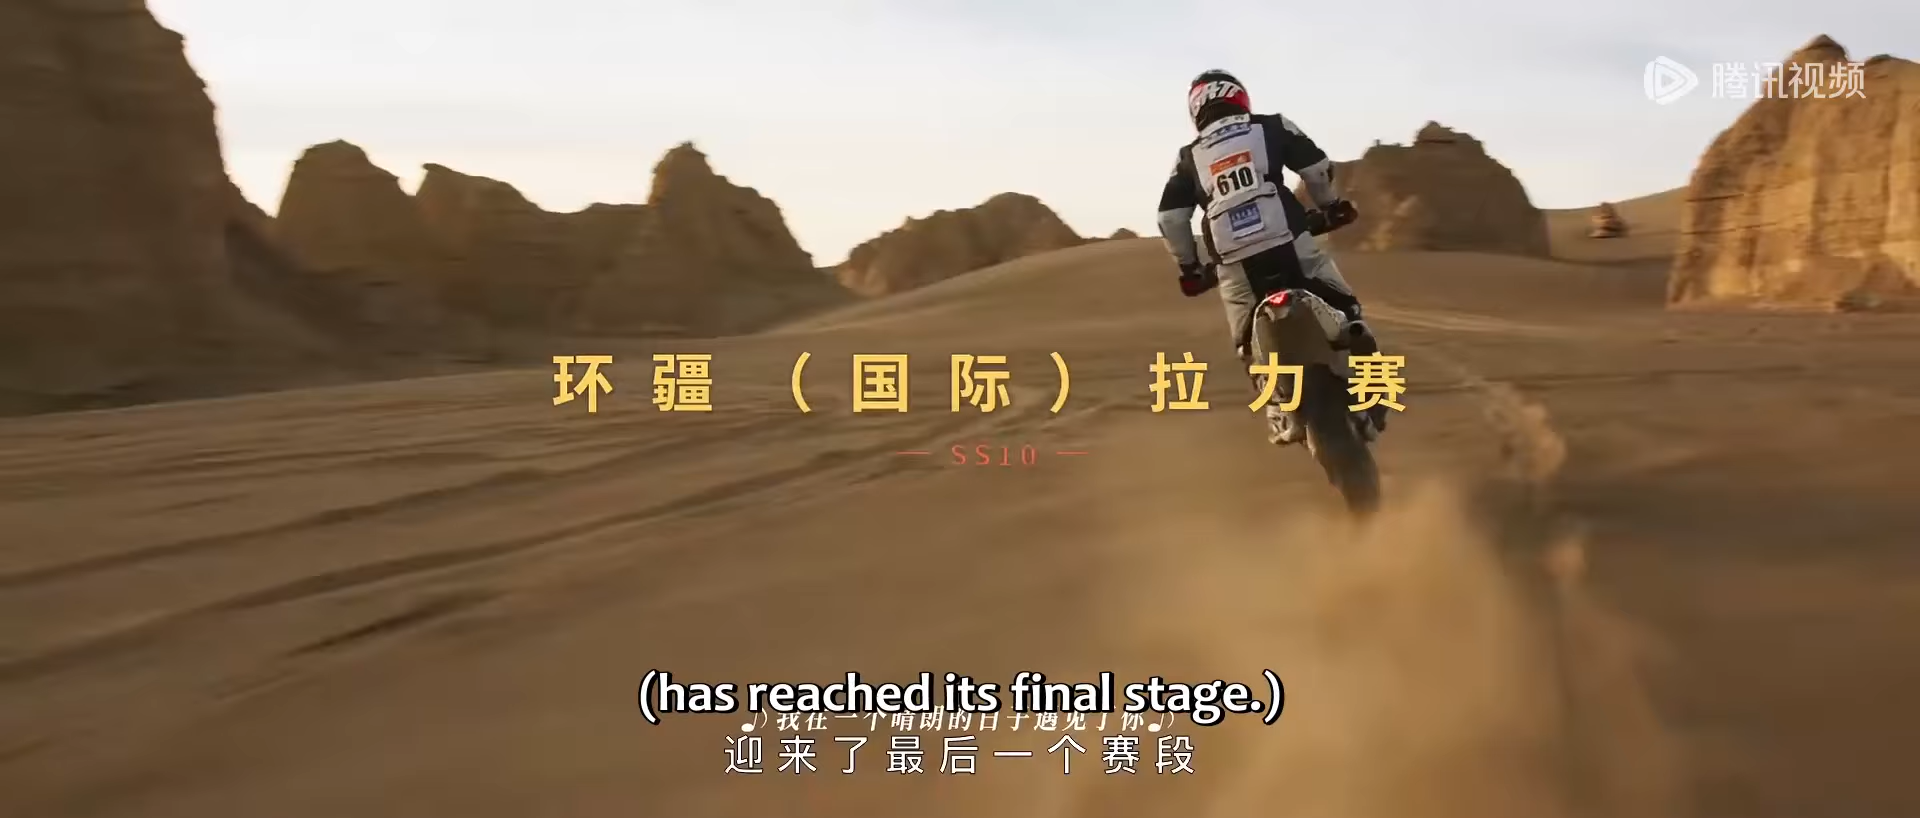 腾讯视频
610
环疆（国际）拉力赛
SS10
(has reached its final stage.)
♪我在一个晴朗的日子遇见了你♪
迎来了最后一个赛段